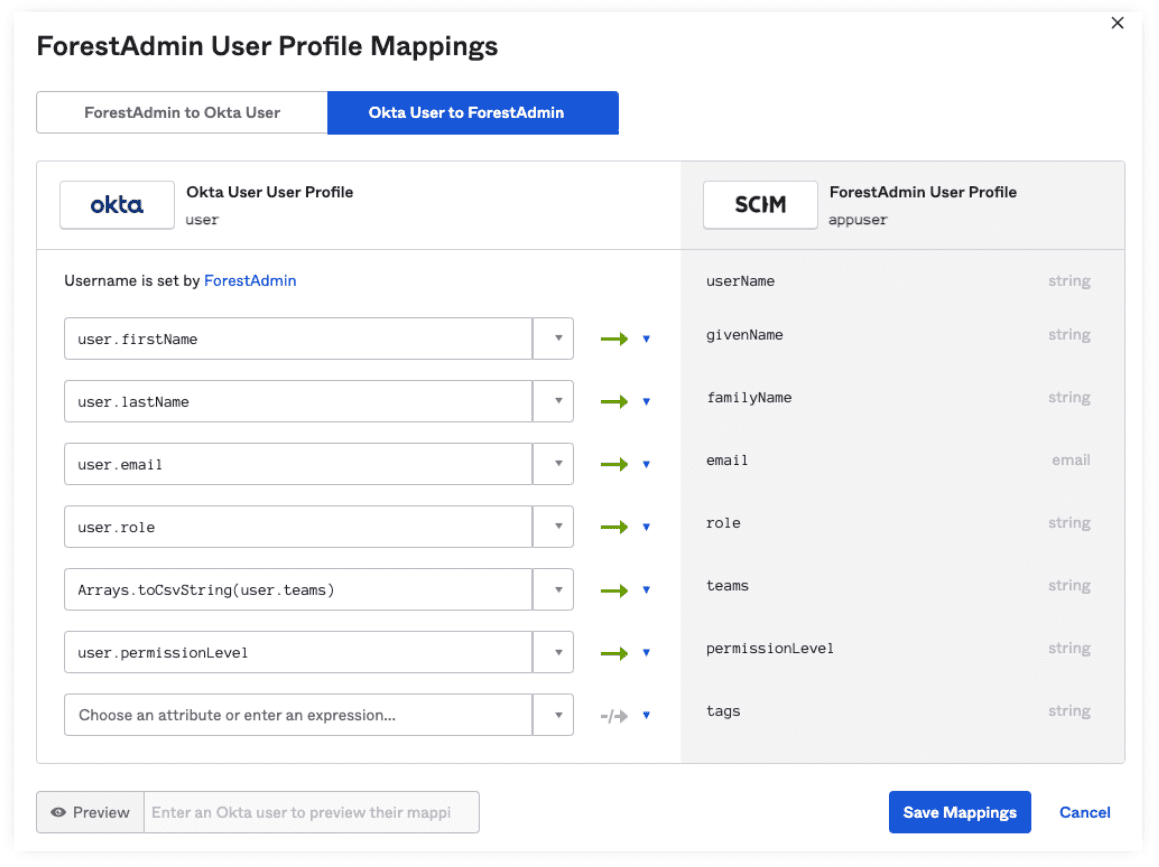 ForestAdmin User Profile Mappings
ForestAdmin to Okta User
Okta User to ForestAdmin
okta
Okta User User Profile
user
SCIM
ForestAdmin User Profile
appuser
Username is set by ForestAdmin
userName string
user.firstName
givenName string
user.lastName
familyName string
user.email
email email
user.role
role string
Arrays.toCsvString(user.teams)
teams string
user.permissionLevel
permissionLevel string
Choose an attribute or enter an expression...
tags string
Preview
Enter an Okta user to preview their mappi
Save Mappings
Cancel